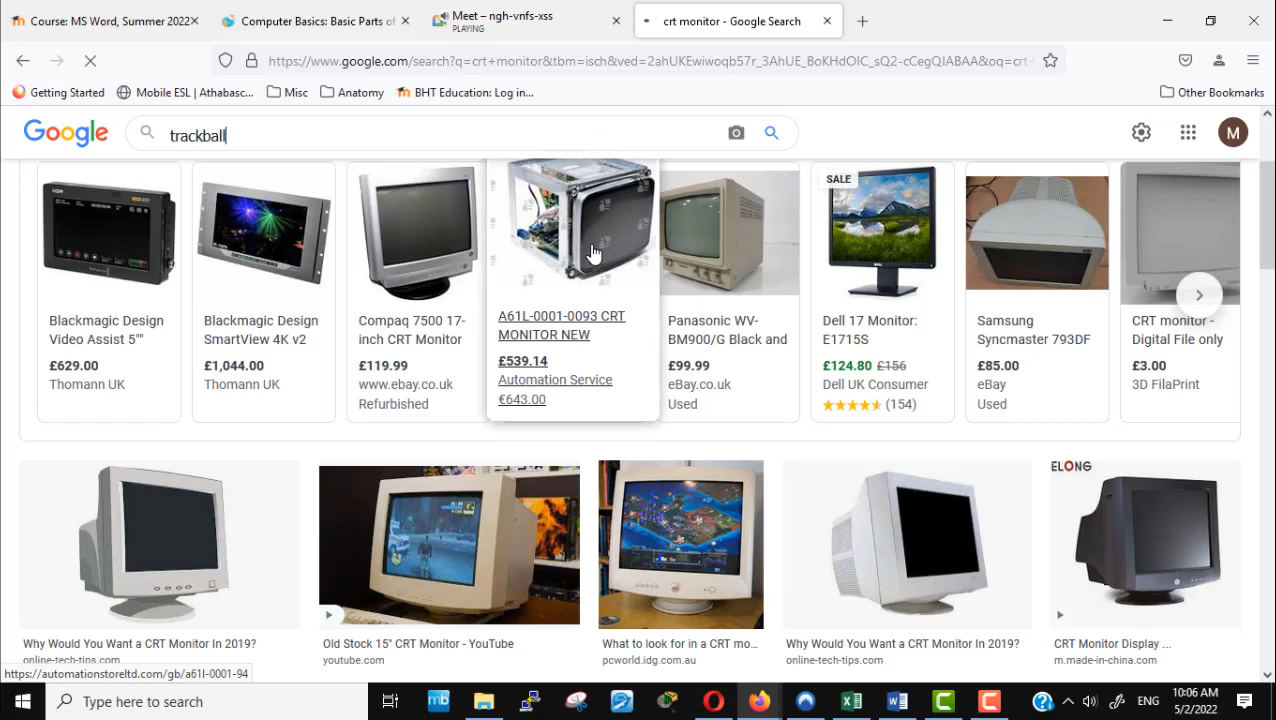 Course: MS Word, Summer 2022
Computer Basics: Basic Parts of
Meet – ngh-vnfs-xss
PLAYING
crt monitor - Google Search
https://www.google.com/search?q=crt+monitor&tbm=isch&ved=2ahUKEwiwoqb57r_3AhUE_BsKHdOIC_sQ2-cCegQIABAA&oq=crt+
Getting Started
Mobile ESL | Athabasc...
Misc
Anatomy
BHT Education: Log in...
Other Bookmarks
Google
trackball
M
SALE
Blackmagic Design
Video Assist 5""
£629.00
Thomann UK
Blackmagic Design
SmartView 4K v2
£1,044.00
Thomann UK
Compaq 7500 17-
inch CRT Monitor
£119.99
www.ebay.co.uk
Refurbished
A61L-0001-0093 CRT
MONITOR NEW
£539.14
Automation Service
€643.00
Panasonic WV-
BM900/G Black and
£99.99
eBay.co.uk
Used
Dell 17 Monitor:
E1715S
£124.80 £156
Dell UK Consumer
(154)
Samsung
Syncmaster 793DF
£85.00
eBay
Used
CRT monitor -
Digital File only
£3.00
3D FilaPrint
ELONG
Why Would You Want a CRT Monitor In 2019?
online-tech-tips.com
Old Stock 15" CRT Monitor - YouTube
youtube.com
What to look for in a CRT mo...
pcworld.idg.com.au
Why Would You Want a CRT Monitor In 2019?
online-tech-tips.com
CRT Monitor Display ...
m.made-in-china.com
https://automationstoreltd.com/gb/a61l-0001-94
Type here to search
mb
ENG
10:06 AM
5/2/2022